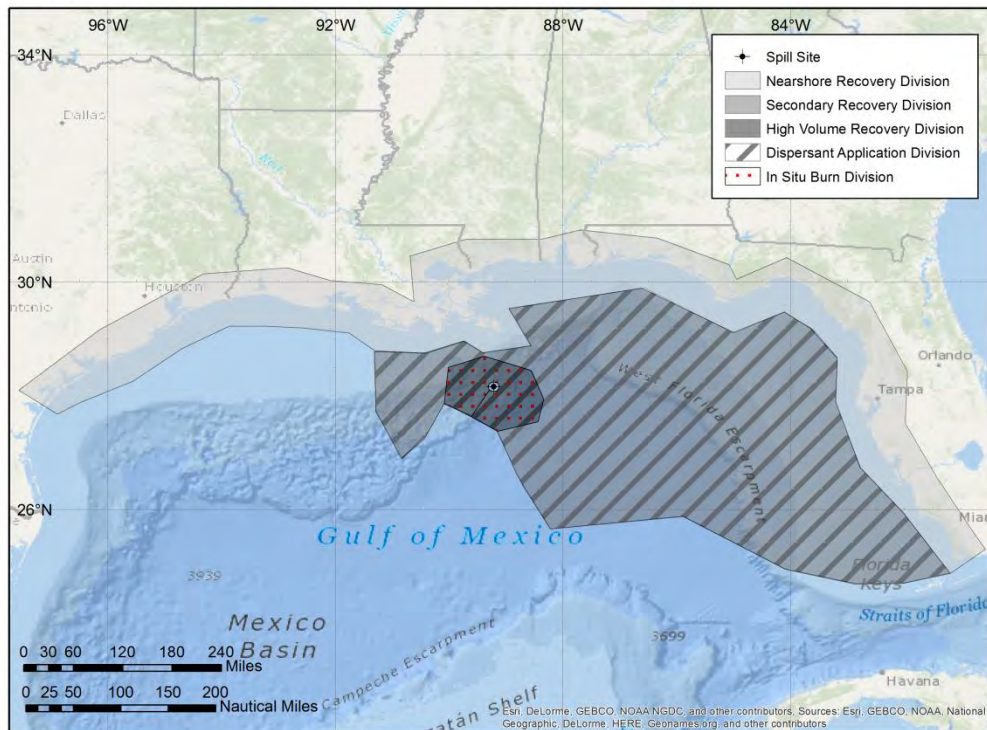 96°W 92°W 88°W 84°W
34°N
Spill Site
Nearshore Recovery Division
Secondary Recovery Division
High Volume Recovery Division
Dispersant Application Division
In Situ Burn Division
Dallas
Red
Austin
Houston
30°N
Orlando
West Florida Escarpment
Tampa
26°N
Gulf of Mexico
Miami
Florida
Keys
3939
Straits of Florida
Mexico
Basin
3699
Campeche Escarpment
0 30 60 120 180 240
Miles
0 25 50 100 150 200
Nautical Miles
Havana
Shelf
Esri, DeLorme, GEBCO, NOAA NGDC, and other contributors, Sources: Esri, GEBCO, NOAA, National
Geographic, DeLorme, HERE, Geonames.org, and other contributors